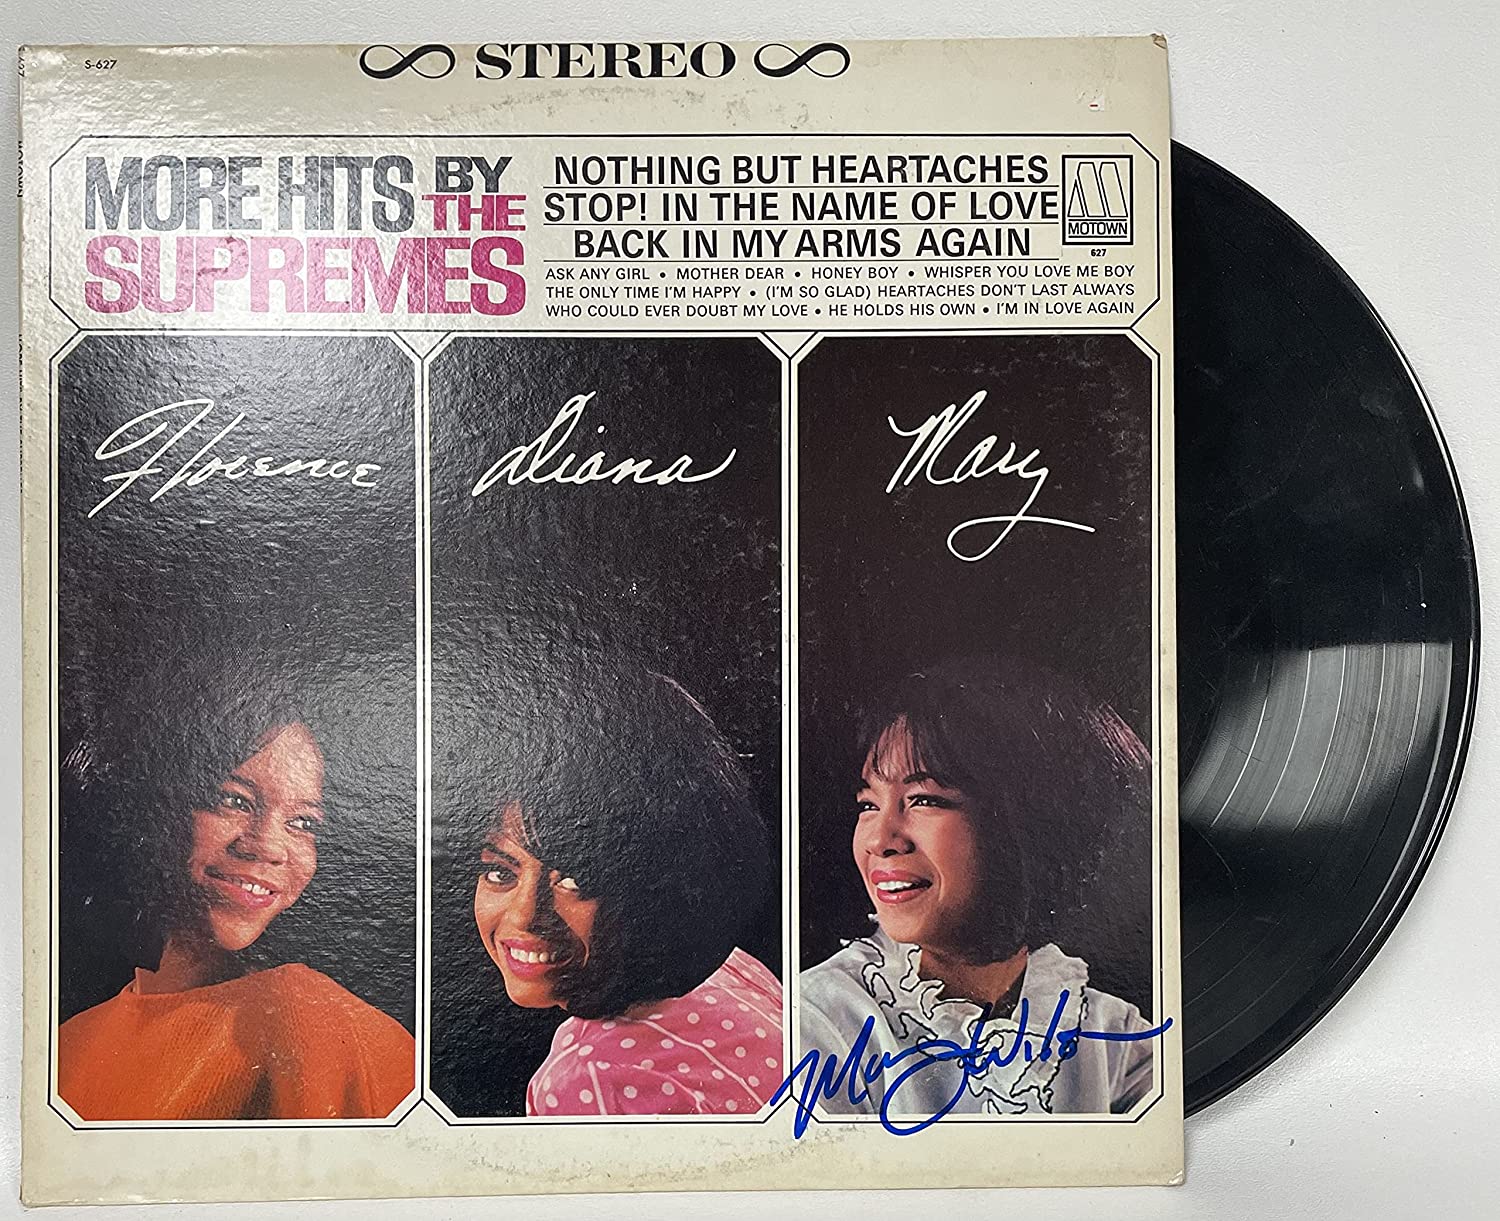 S-627
STEREO
MORE HITS BY THE
SUPREMES
NOTHING BUT HEARTACHES
STOP! IN THE NAME OF LOVE
BACK IN MY ARMS AGAIN
ASK ANY GIRL • MOTHER DEAR • HONEY BOY • WHISPER YOU LOVE ME BOY
THE ONLY TIME I'M HAPPY • (I'M SO GLAD) HEARTACHES DON'T LAST ALWAYS
WHO COULD EVER DOUBT MY LOVE • HE HOLDS HIS OWN • I'M IN LOVE AGAIN
M
MOTOWN
627
Florence
Diana
Mary
Mary Wilson
MOTOWN